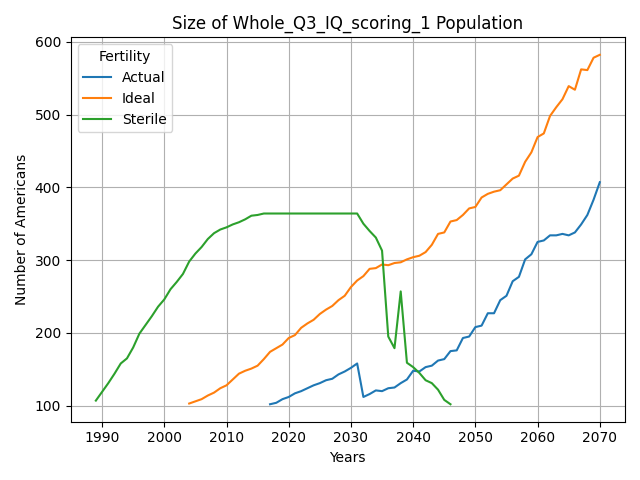 Size of Whole_Q3_IQ_scoring_1 Population
Fertility
Actual
Ideal
Sterile
Number of Americans
600
500
400
300
200
100
1990 2000 2010 2020 2030 2040 2050 2060 2070
Years